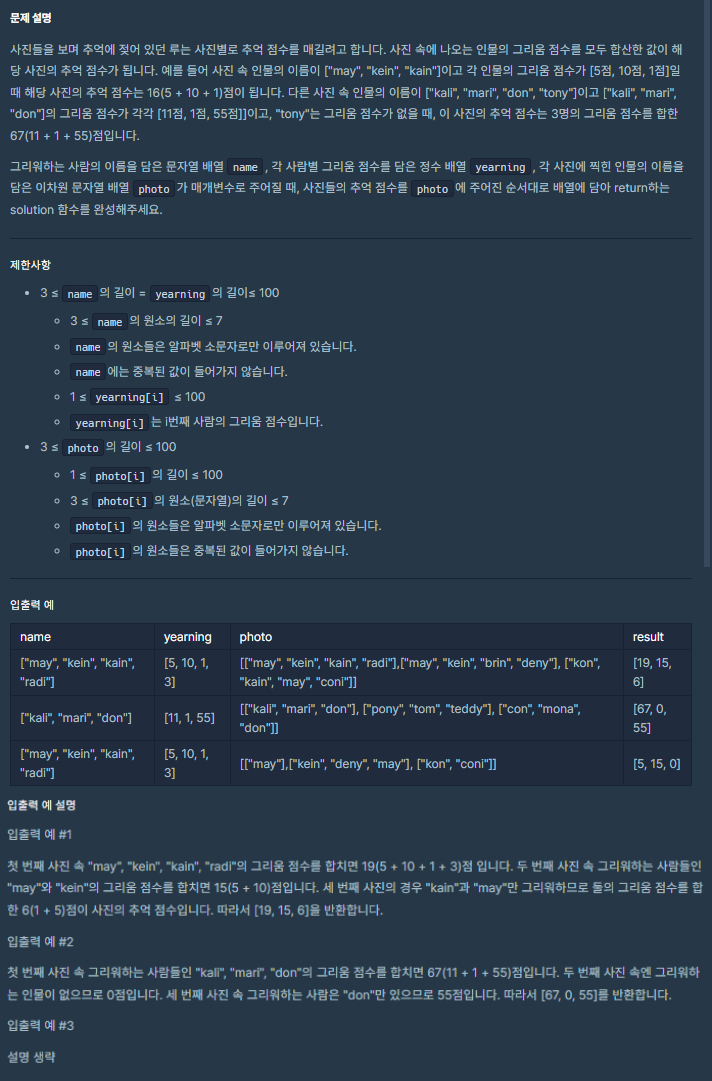 문제 설명
사진들을 보며 추억에 젖어 있던 루는 사진별로 추억 점수를 매길려고 합니다. 사진 속에 나오는 인물의 그리움 점수를 모두 합산한 값이 해
당 사진의 추억 점수가 됩니다. 예를 들어 사진 속 인물의 이름이 ["may", "kein", "kain"]이고 각 인물의 그리움 점수가 [5점, 10점, 1점]일
때 해당 사진의 추억 점수는 16(5 + 10 + 1)점이 됩니다. 다른 사진 속 인물의 이름이 ["kali", "mari", "don", "tony"]이고 ["kali", "mari",
"don"]의 그리움 점수가 각각 [11점, 1점, 55점]]이고, "tony"는 그리움 점수가 없을 때, 이 사진의 추억 점수는 3명의 그리움 점수를 합한
67(11 + 1 + 55)점입니다.
그리워하는 사람의 이름을 담은 문자열 배열 name, 각 사람별 그리움 점수를 담은 정수 배열 yearning, 각 사진에 찍힌 인물의 이름을
담은 이차원 문자열 배열 photo가 매개변수로 주어질 때, 사진들의 추억 점수를 photo에 주어진 순서대로 배열에 담아 return하는
solution 함수를 완성해주세요.
제한사항
• 3 ≤ name의 길이 = yearning의 길이≤ 100
◦ 3 ≤ name의 원소의 길이 ≤ 7
◦ name의 원소들은 알파벳 소문자로만 이루어져 있습니다.
◦ name에는 중복된 값이 들어가지 않습니다.
◦ 1 ≤ yearning[i] ≤ 100
◦ yearning[i]는 i번째 사람의 그리움 점수입니다.
• 3 ≤ photo의 길이 ≤ 100
◦ 1 ≤ photo[i]의 길이 ≤ 100
◦ 3 ≤ photo[i]의 원소(문자열)의 길이 ≤ 7
◦ photo[i]의 원소들은 알파벳 소문자로만 이루어져 있습니다.
◦ photo[i]의 원소들은 중복된 값이 들어가지 않습니다.
입출력 예
name yearning photo result
["may", "kein", "kain", "radi"] [5, 10, 1, 3] [["may", "kein", "kain", "radi"],["may", "kein", "brin", "deny"], ["kon", "kain", "may", "coni"]] [19, 15, 6]
["kali", "mari", "don"] [11, 1, 55] [["kali", "mari", "don"], ["pony", "tom", "teddy"], ["con", "mona", "don"]] [67, 0, 55]
["may", "kein", "kain", "radi"] [5, 10, 1, 3] [["may"],["kein", "deny", "may"], ["kon", "coni"]] [5, 15, 0]
입출력 예 설명
입출력 예 #1
첫 번째 사진 속 "may", "kein", "kain", "radi"의 그리움 점수를 합치면 19(5 + 10 + 1 + 3)점 입니다. 두 번째 사진 속 그리워하는 사람들인
"may"와 "kein"의 그리움 점수를 합치면 15(5 + 10)점입니다. 세 번째 사진의 경우 "kain"과 "may"만 그리워하므로 둘의 그리움 점수를 합
한 6(1 + 5)점이 사진의 추억 점수입니다. 따라서 [19, 15, 6]을 반환합니다.
입출력 예 #2
첫 번째 사진 속 그리워하는 사람들인 "kali", "mari", "don"의 그리움 점수를 합치면 67(11 + 1 + 55)점입니다. 두 번째 사진 속엔 그리워하
는 인물이 없으므로 0점입니다. 세 번째 사진 속 그리워하는 사람은 "don"만 있으므로 55점입니다. 따라서 [67, 0, 55]를 반환합니다.
입출력 예 #3
설명 생략